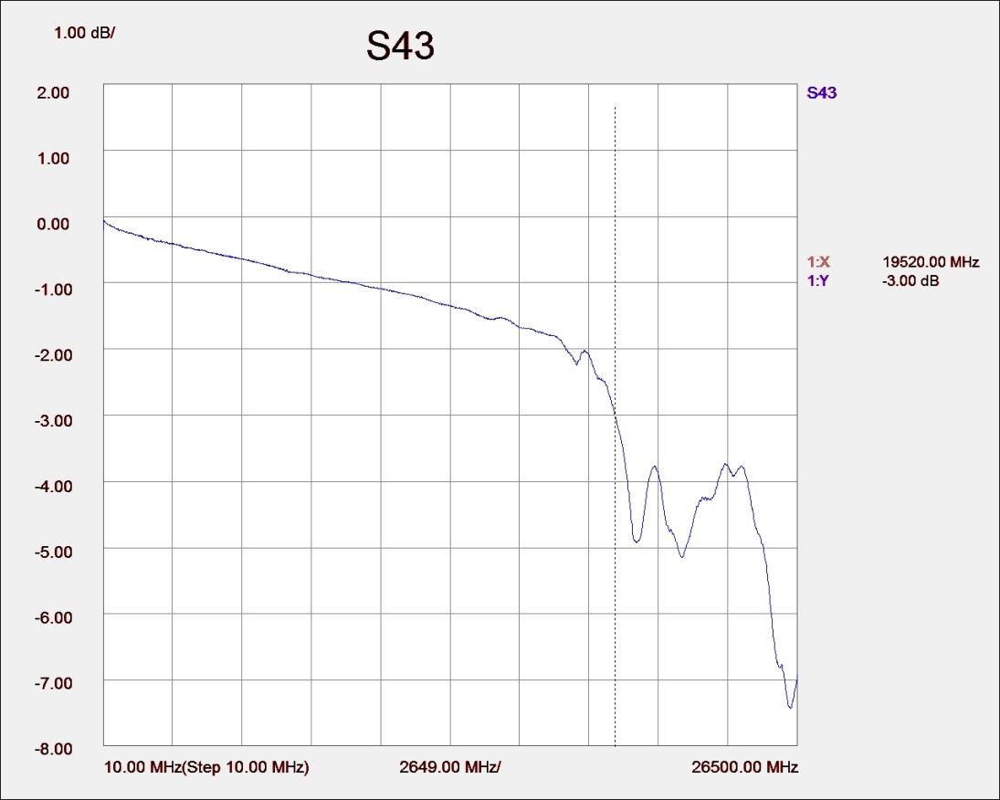 1.00 dB/
S43
2.00
S43
1.00
0.00
1:X 19520.00 MHz
1:Y -3.00 dB
-1.00
-2.00
-3.00
-4.00
-5.00
-6.00
-7.00
-8.00
10.00 MHz(Step 10.00 MHz) 2649.00 MHz/ 26500.00 MHz